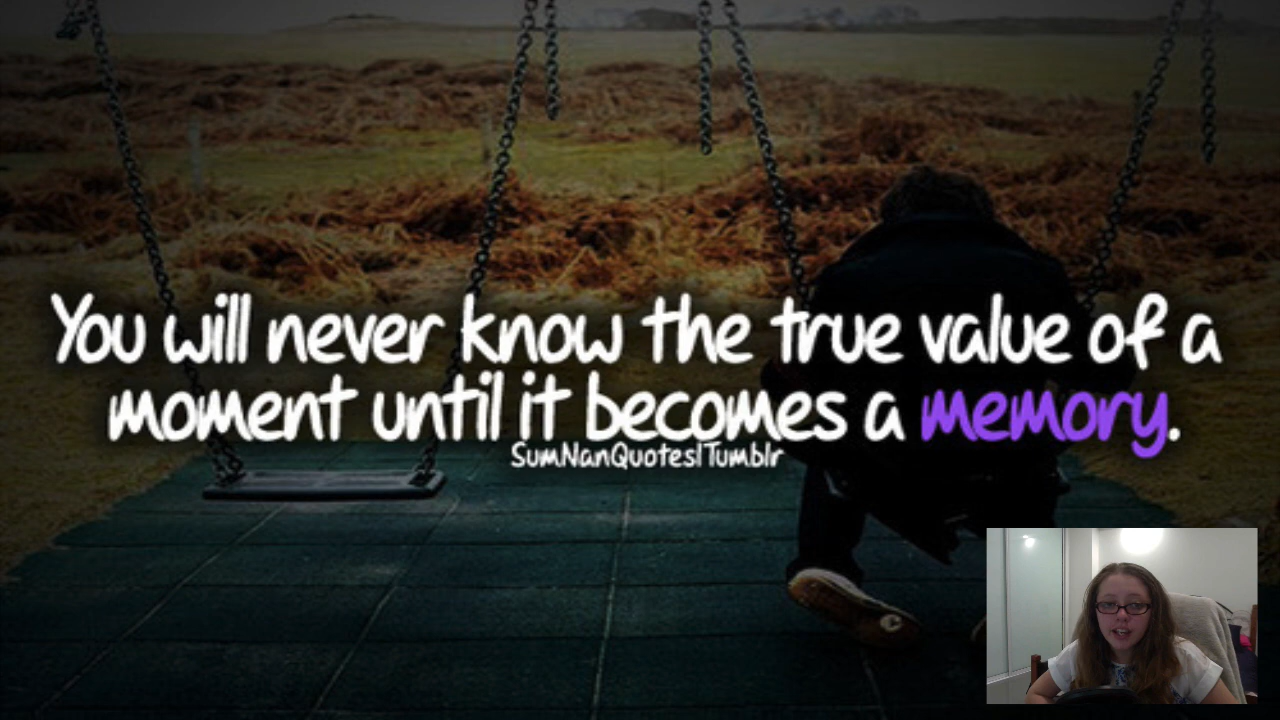 You will never know the true value of a
moment until it becomes a memory.
SumNanQuotes|Tumblr